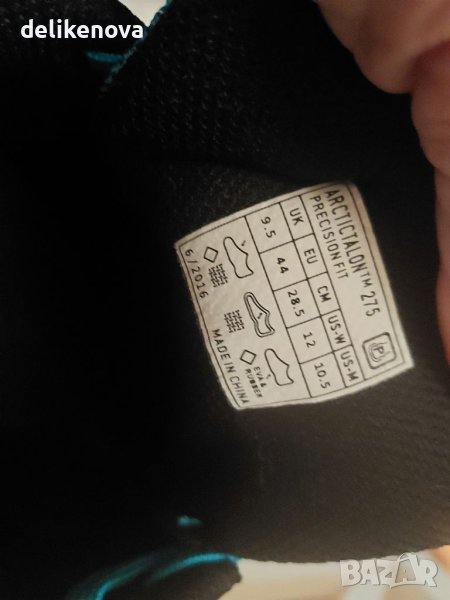 delikenova
ARCTICTALON™ 275
PRECISION FIT
P
UK EU CM US-W US-M
9.5 44 28.5 12 10.5
EVA &
RUBBER
6/2016 MADE IN CHINA
BAZAR